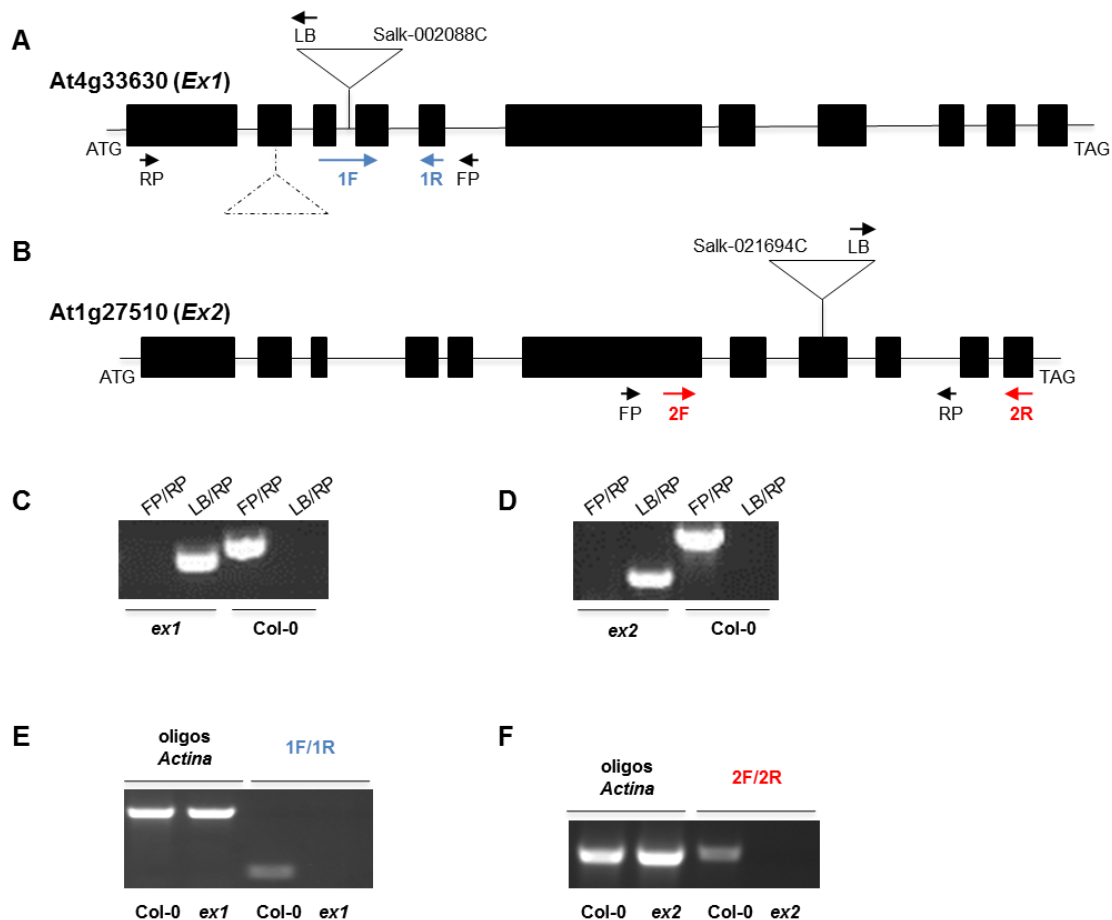 A
LB Salk-002088C
At4g33630 (Ex1)
ATG TAG
RP 1F 1R FP
B
Salk-021694C LB
At1g27510 (Ex2)
ATG TAG
FP 2F RP 2R
C
FP/RP LB/RP FP/RP LB/RP
ex1 Col-0
D
FP/RP LB/RP FP/RP LB/RP
ex2 Col-0
E
oligos
Actina
1F/1R
Col-0 ex1 Col-0 ex1
F
oligos
Actina
2F/2R
Col-0 ex2 Col-0 ex2